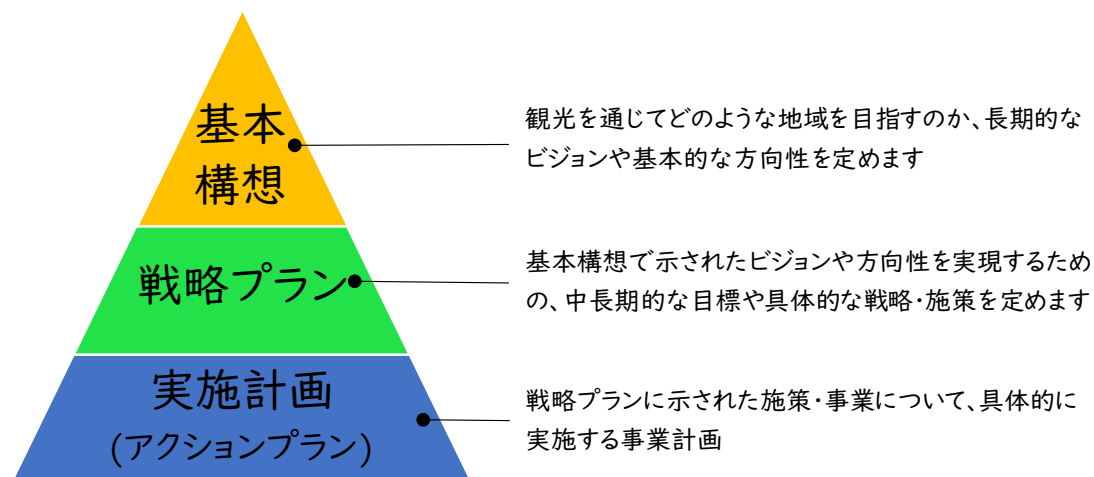 基本
構想
観光を通じてどのような地域を目指すのか、長期的な
ビジョンや基本的な方向性を定めます
戦略プラン
基本構想で示されたビジョンや方向性を実現するため
の、中長期的な目標や具体的な戦略・施策を定めます
実施計画
(アクションプラン)
戦略プランに示された施策・事業について、具体的に
実施する事業計画